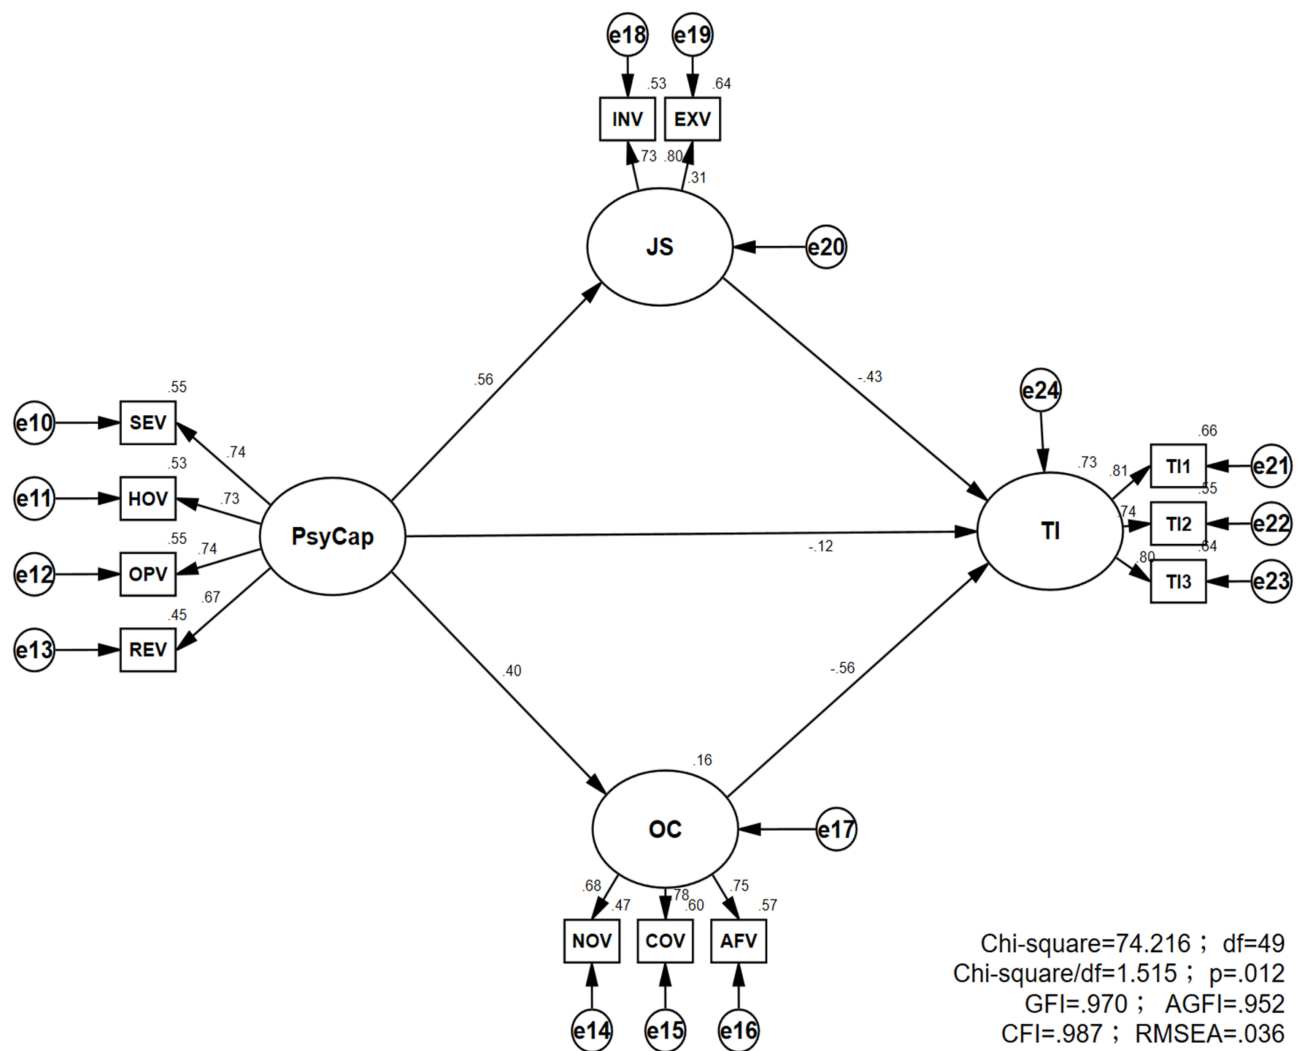 e18 e19
.53 .64
INV EXV
.73 .80
.31
JS e20
.56 -.43
e24
.55
e10 SEV
.74
.53
e11 HOV
.73
.55
e12 OPV
.74
.67
.45
e13 REV
PsyCap
-.12
.73
TI
.66
.81 TI1 e21
.55
.74 TI2 e22
.64
.80 TI3 e23
.40 -.56
.16
OC e17
.68 .78 .75
.47 .60 .57
NOV COV AFV
e14 e15 e16
Chi-square=74.216； df=49
Chi-square/df=1.515； p=.012
GFI=.970； AGFI=.952
CFI=.987； RMSEA=.036